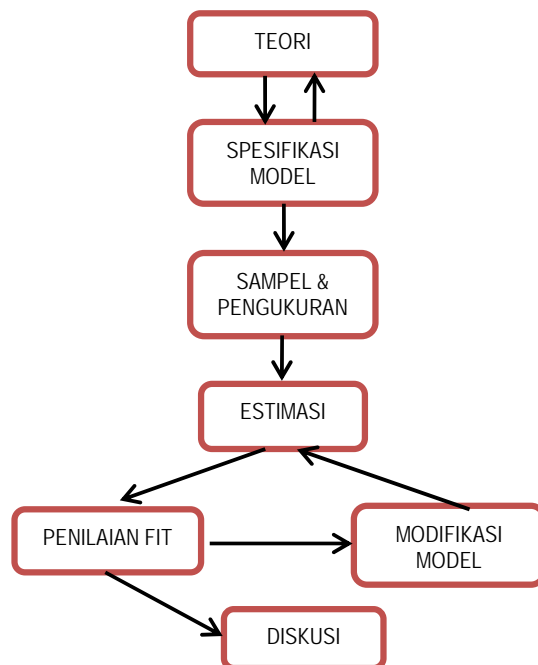 TEORI
SPESIFIKASI
MODEL
SAMPEL &
PENGUKURAN
ESTIMASI
PENILAIAN FIT
MODIFIKASI
MODEL
DISKUSI